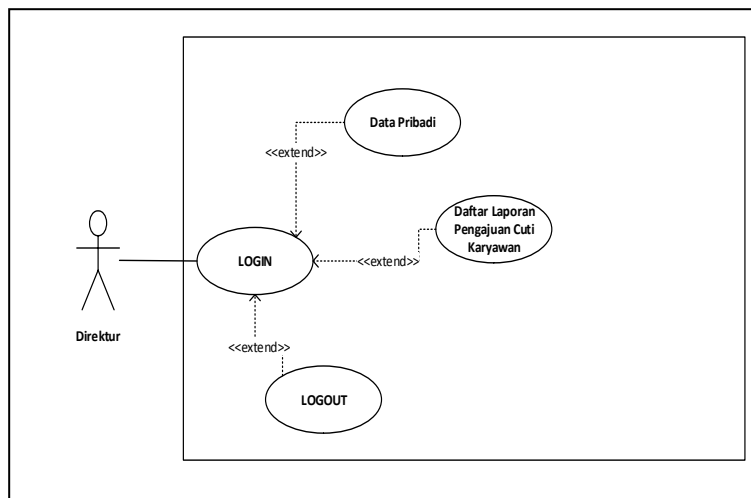 Data Pribadi
<<extend>>
Daftar Laporan
Pengajuan Cuti
Karyawan
LOGIN
<<extend>>
Direktur
<<extend>>
LOGOUT